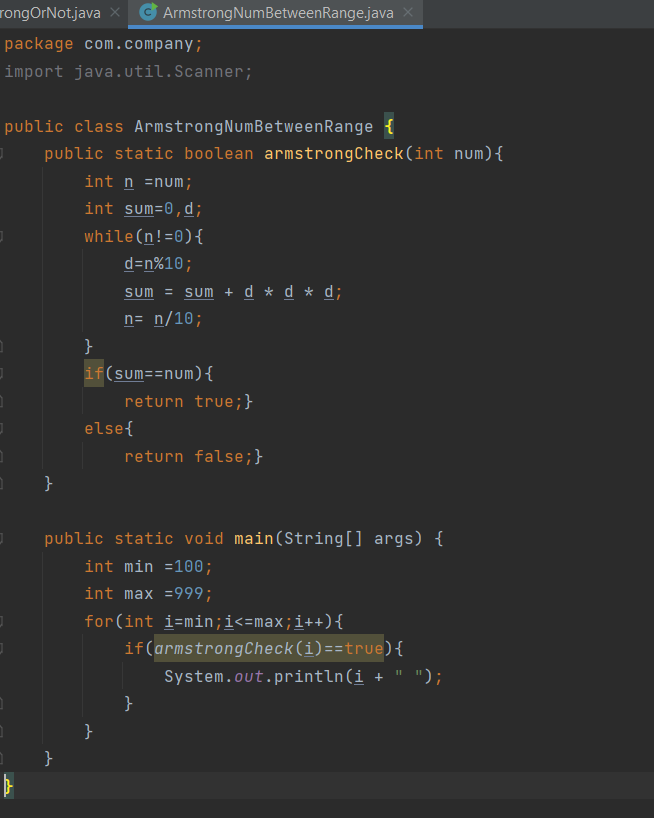 rongOrNot.java × C ArmstrongNumBetweenRange.java ×
package com.company;
import java.util.Scanner;

public class ArmstrongNumBetweenRange {
    public static boolean armstrongCheck(int num){
        int n =num;
        int sum=0,d;
        while(n!=0){
            d=n%10;
            sum = sum + d * d * d;
            n= n/10;
        }
        if(sum==num){
            return true;}
        else{
            return false;}
    }

    public static void main(String[] args) {
        int min =100;
        int max =999;
        for(int i=min;i<=max;i++){
            if(armstrongCheck(i)==true){
                System.out.println(i + " ");
            }
        }
    }
}